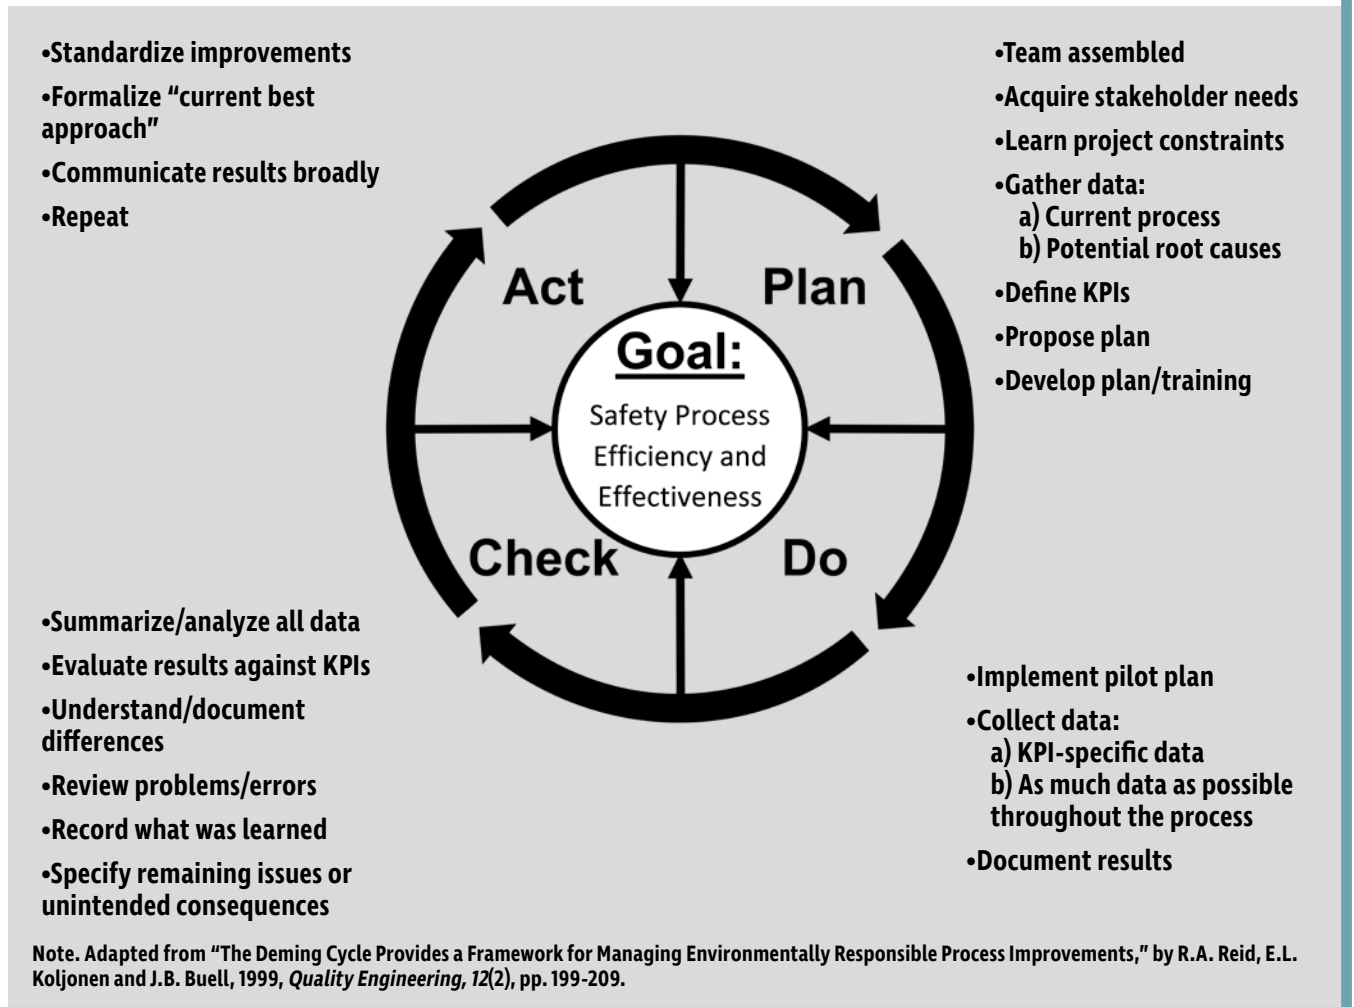 •Standardize improvements
•Formalize “current best
approach”
•Communicate results broadly
•Repeat
•Team assembled
•Acquire stakeholder needs
•Learn project constraints
•Gather data:
a) Current process
b) Potential root causes
•Define KPIs
•Propose plan
•Develop plan/training
Act
Plan
Goal:
Safety Process
Efficiency and
Effectiveness
Check
Do
•Summarize/analyze all data
•Evaluate results against KPIs
•Understand/document
differences
•Review problems/errors
•Record what was learned
•Specify remaining issues or
unintended consequences
•Implement pilot plan
•Collect data:
a) KPI-specific data
b) As much data as possible
throughout the process
•Document results
Note. Adapted from “The Deming Cycle Provides a Framework for Managing Environmentally Responsible Process Improvements,” by R.A. Reid, E.L.
Koljonen and J.B. Buell, 1999, Quality Engineering, 12(2), pp. 199-209.